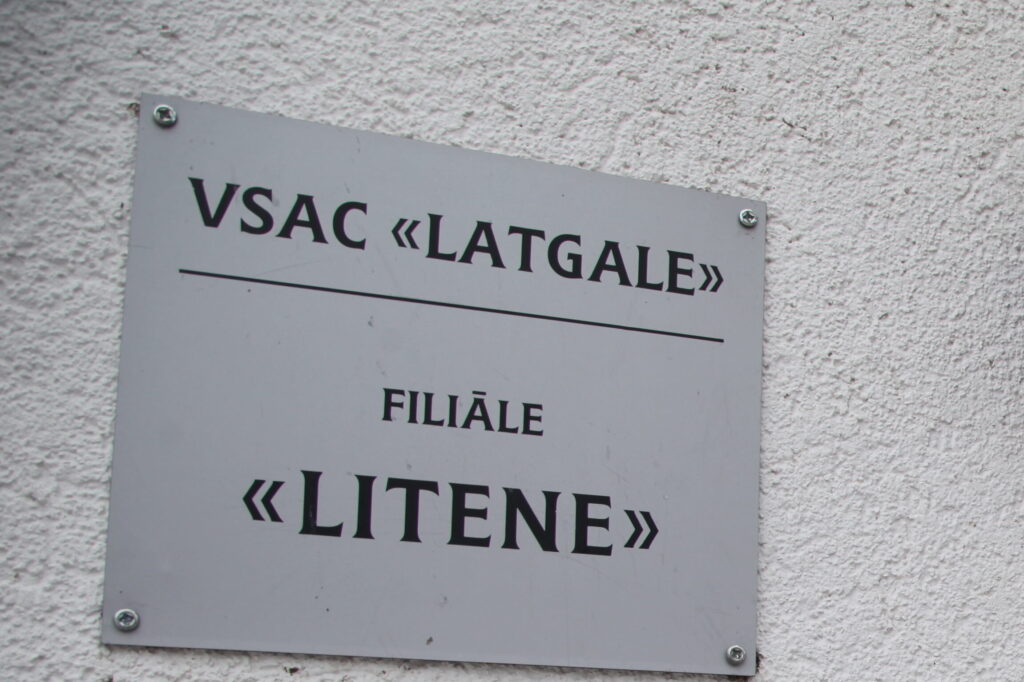 VSAC «LATGALE»
FILIĀLE
«LITENE»